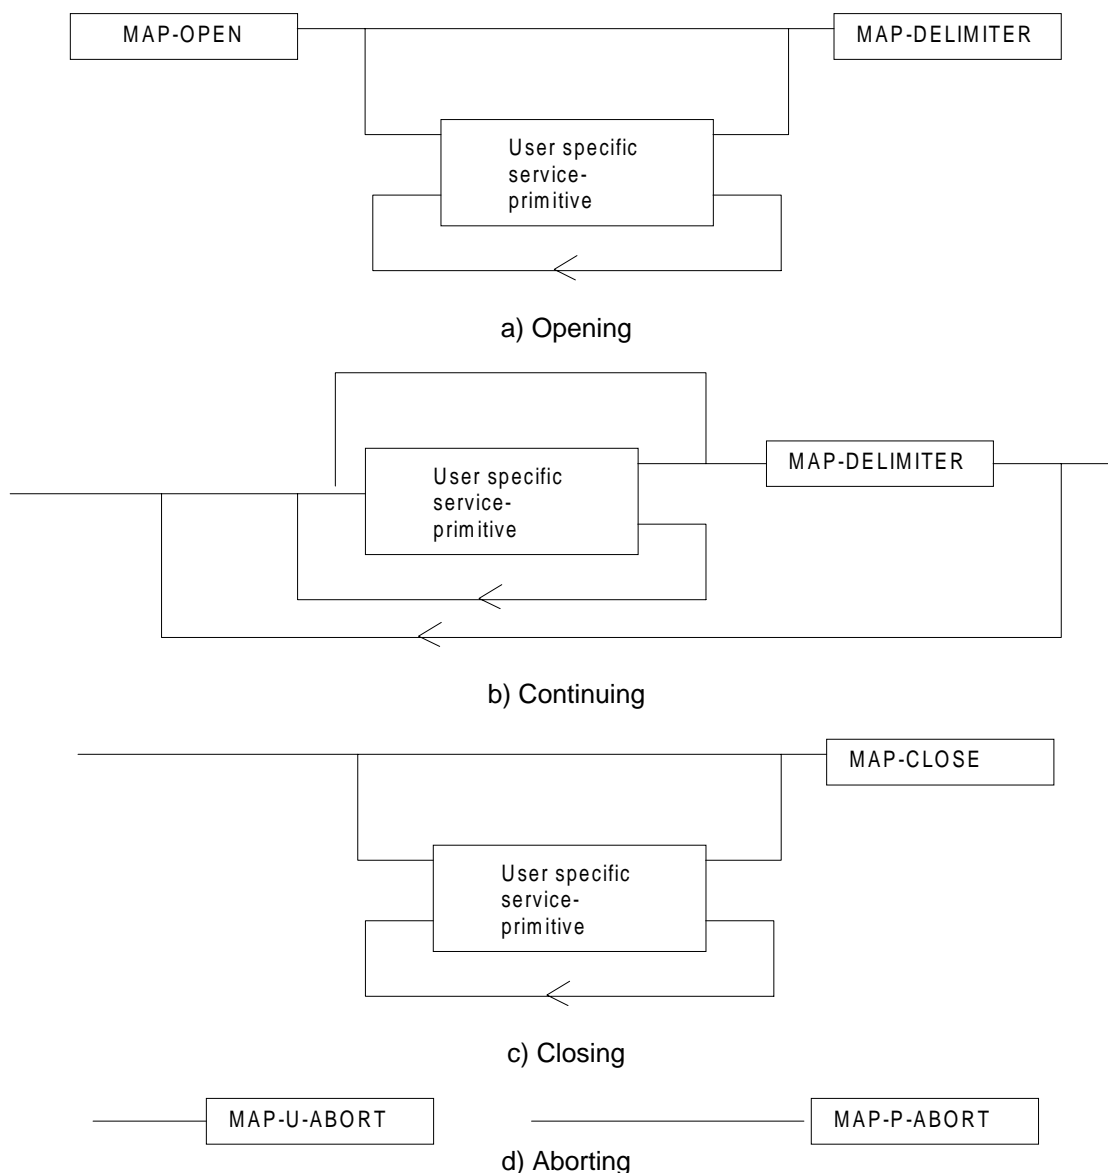 MAP-OPEN
MAP-DELIMITER
User specific
service-
primitive
a) Opening
User specific
service-
primitive
MAP-DELIMITER
b) Continuing
MAP-CLOSE
User specific
service-
primitive
c) Closing
MAP-U-ABORT
MAP-P-ABORT
d) Aborting